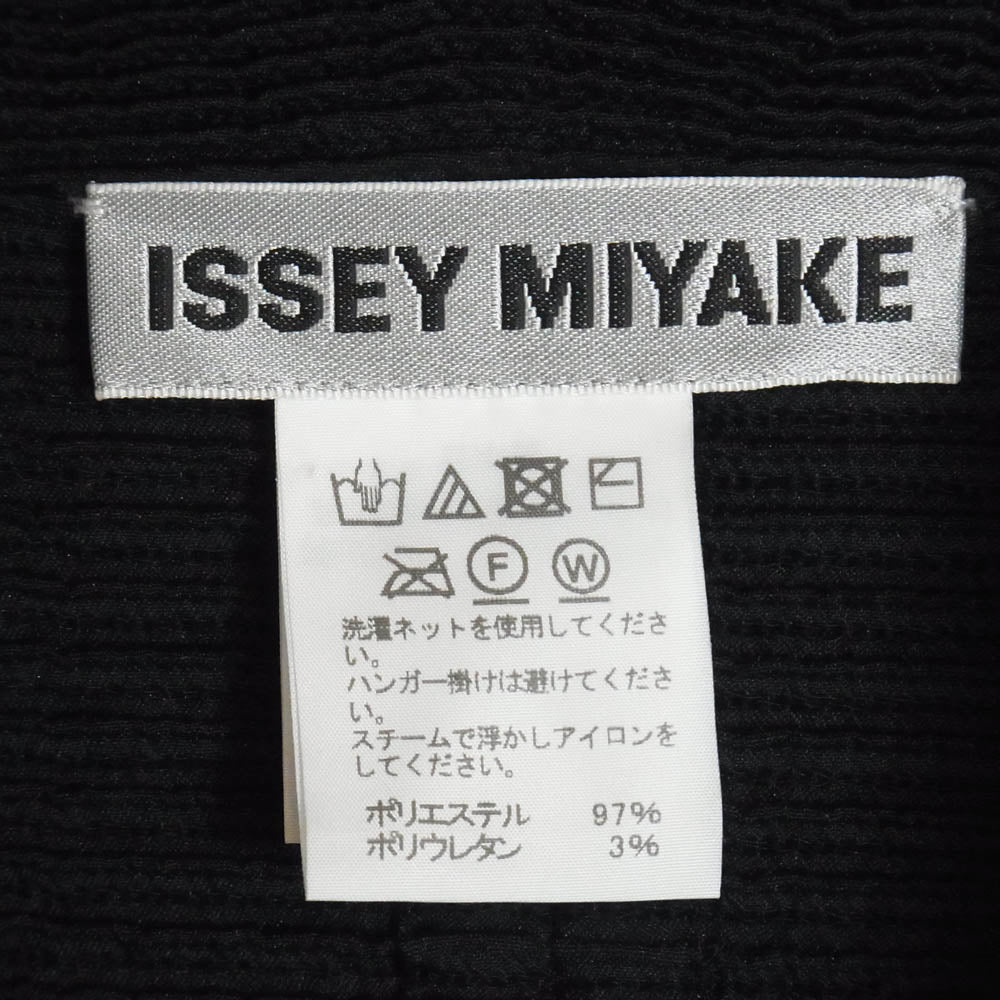 ISSEY MIYAKE
F W
洗濯ネットを使用してくださ
い。
ハンガー掛けは避けてくださ
い。
スチームで浮かしアイロンを
してください。
ポリエステル 97%
ポリウレタン 3%